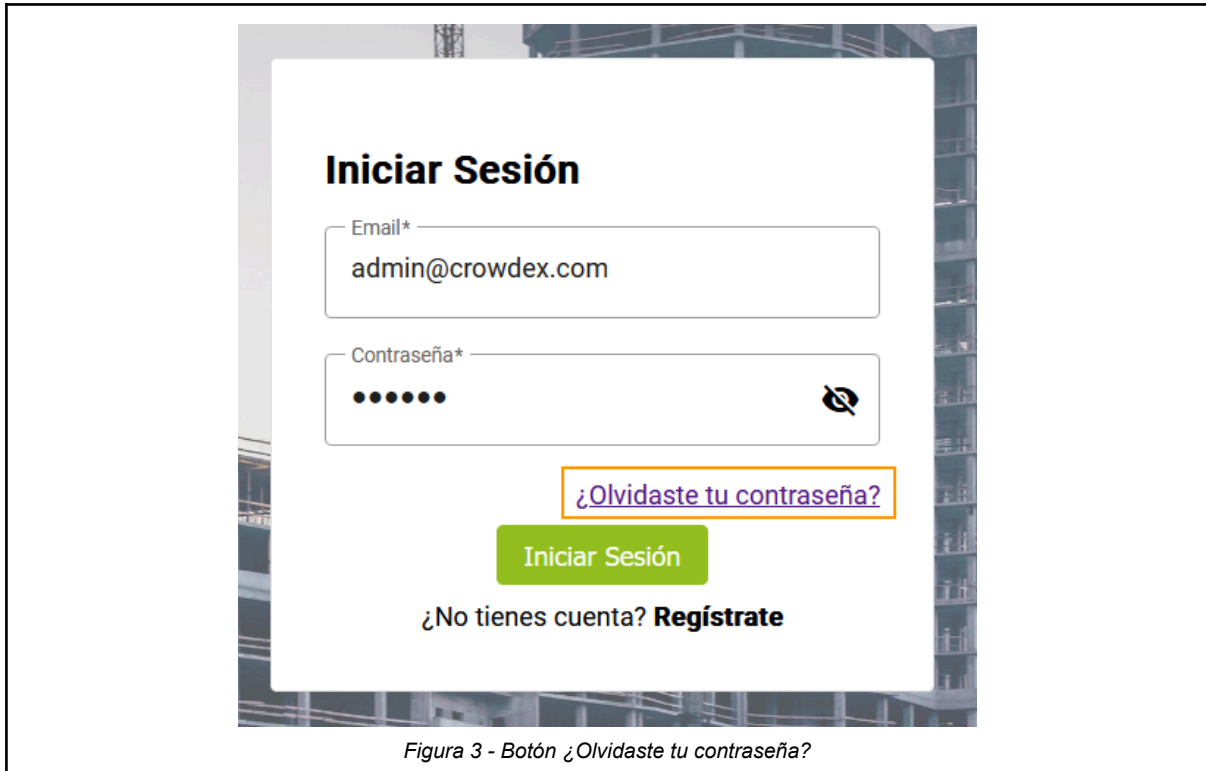 Iniciar Sesión
Email*
admin@crowdex.com
Contraseña*
••••••
¿Olvidaste tu contraseña?
Iniciar Sesión
¿No tienes cuenta? Regístrate
Figura 3 - Botón ¿Olvidaste tu contraseña?